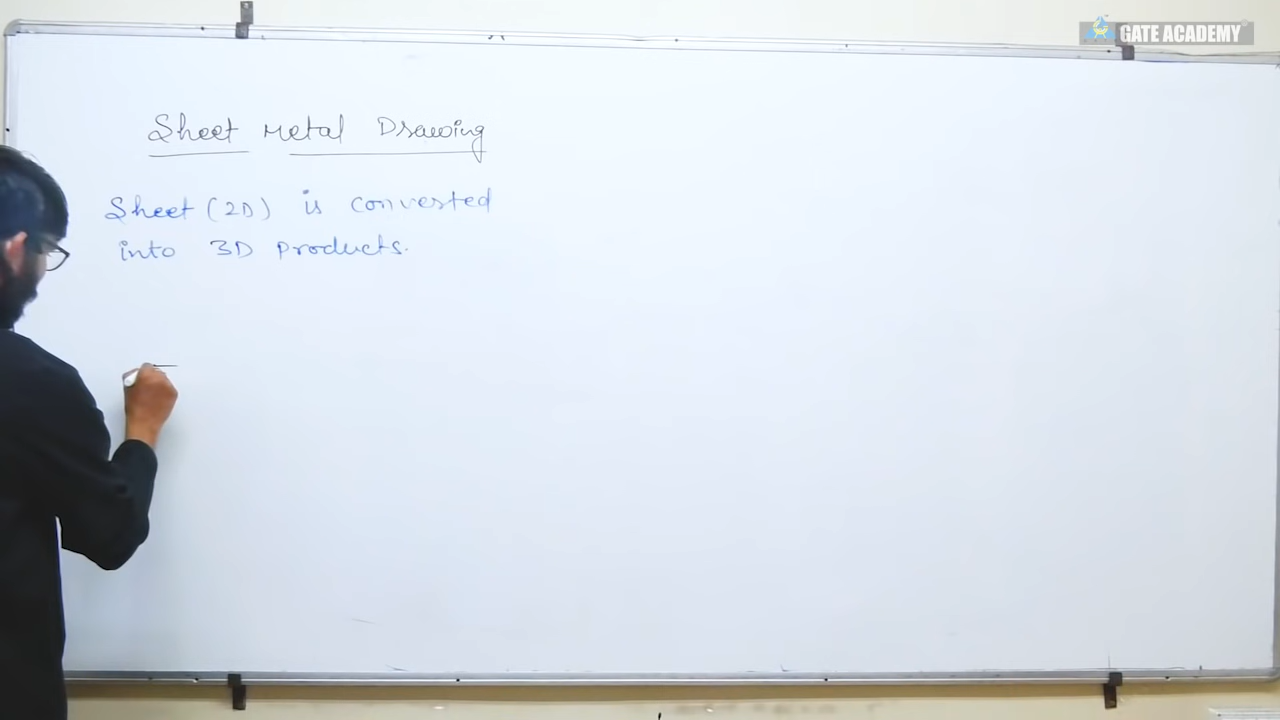 GATE ACADEMY
Sheet Metal Drawing
Sheet (2D) is converted
into 3D products.